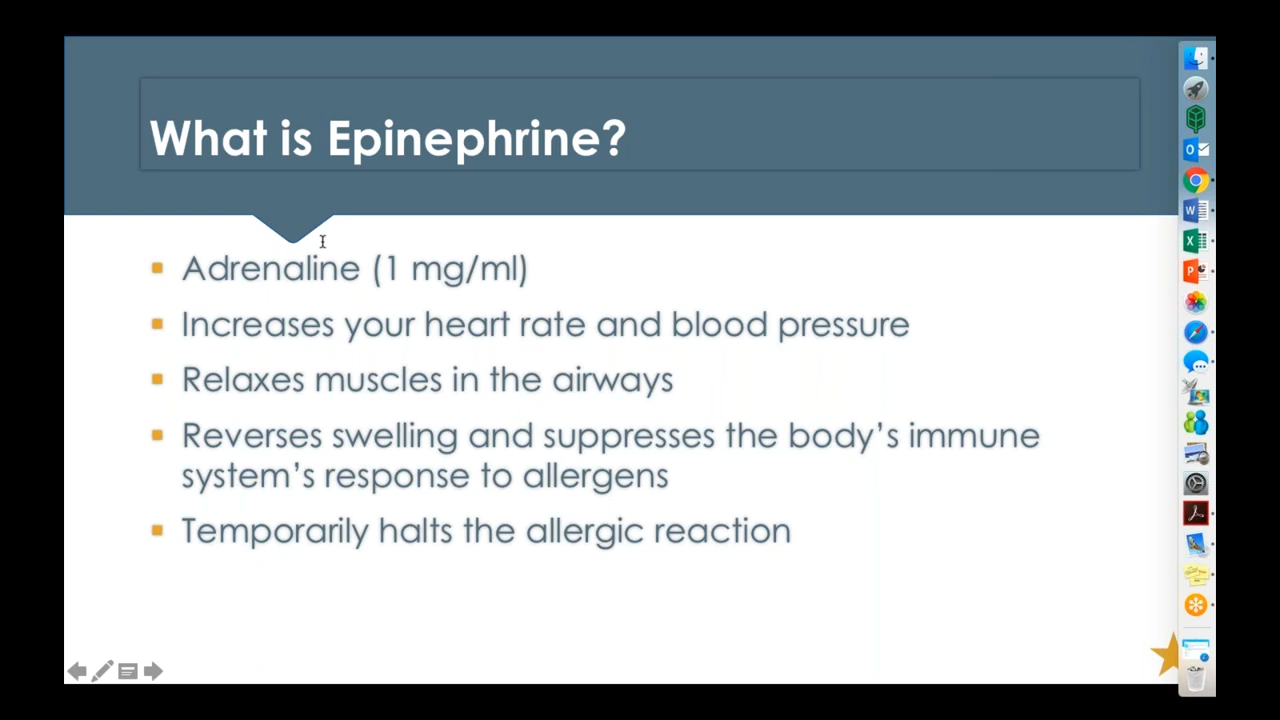 What is Epinephrine?
Adrenaline (1 mg/ml)
Increases your heart rate and blood pressure
Relaxes muscles in the airways
Reverses swelling and suppresses the body’s immune
system’s response to allergens
Temporarily halts the allergic reaction